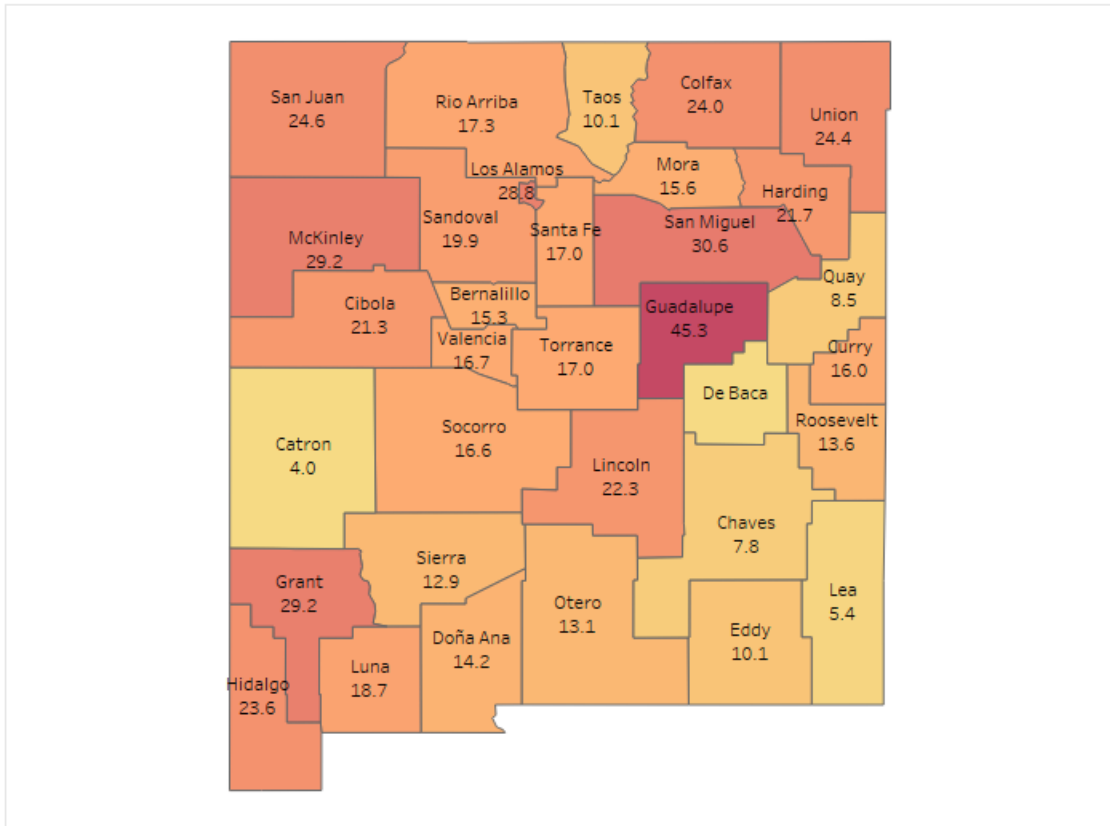 San Juan
24.6
Rio Arriba
17.3
Taos
10.1
Colfax
24.0
Union
24.4
Los Alamos
28.8
Mora
15.6
Harding
21.7
McKinley
29.2
Sandoval
19.9
Santa Fe
17.0
San Miguel
30.6
Quay
8.5
Cibola
21.3
Bernalillo
15.3
Guadalupe
45.3
Valencia
16.7
Torrance
17.0
Curry
16.0
De Baca
Catron
4.0
Socorro
16.6
Lincoln
22.3
Roosevelt
13.6
Chaves
7.8
Sierra
12.9
Grant
29.2
Otero
13.1
Lea
5.4
Doña Ana
14.2
Eddy
10.1
Hidalgo
23.6
Luna
18.7